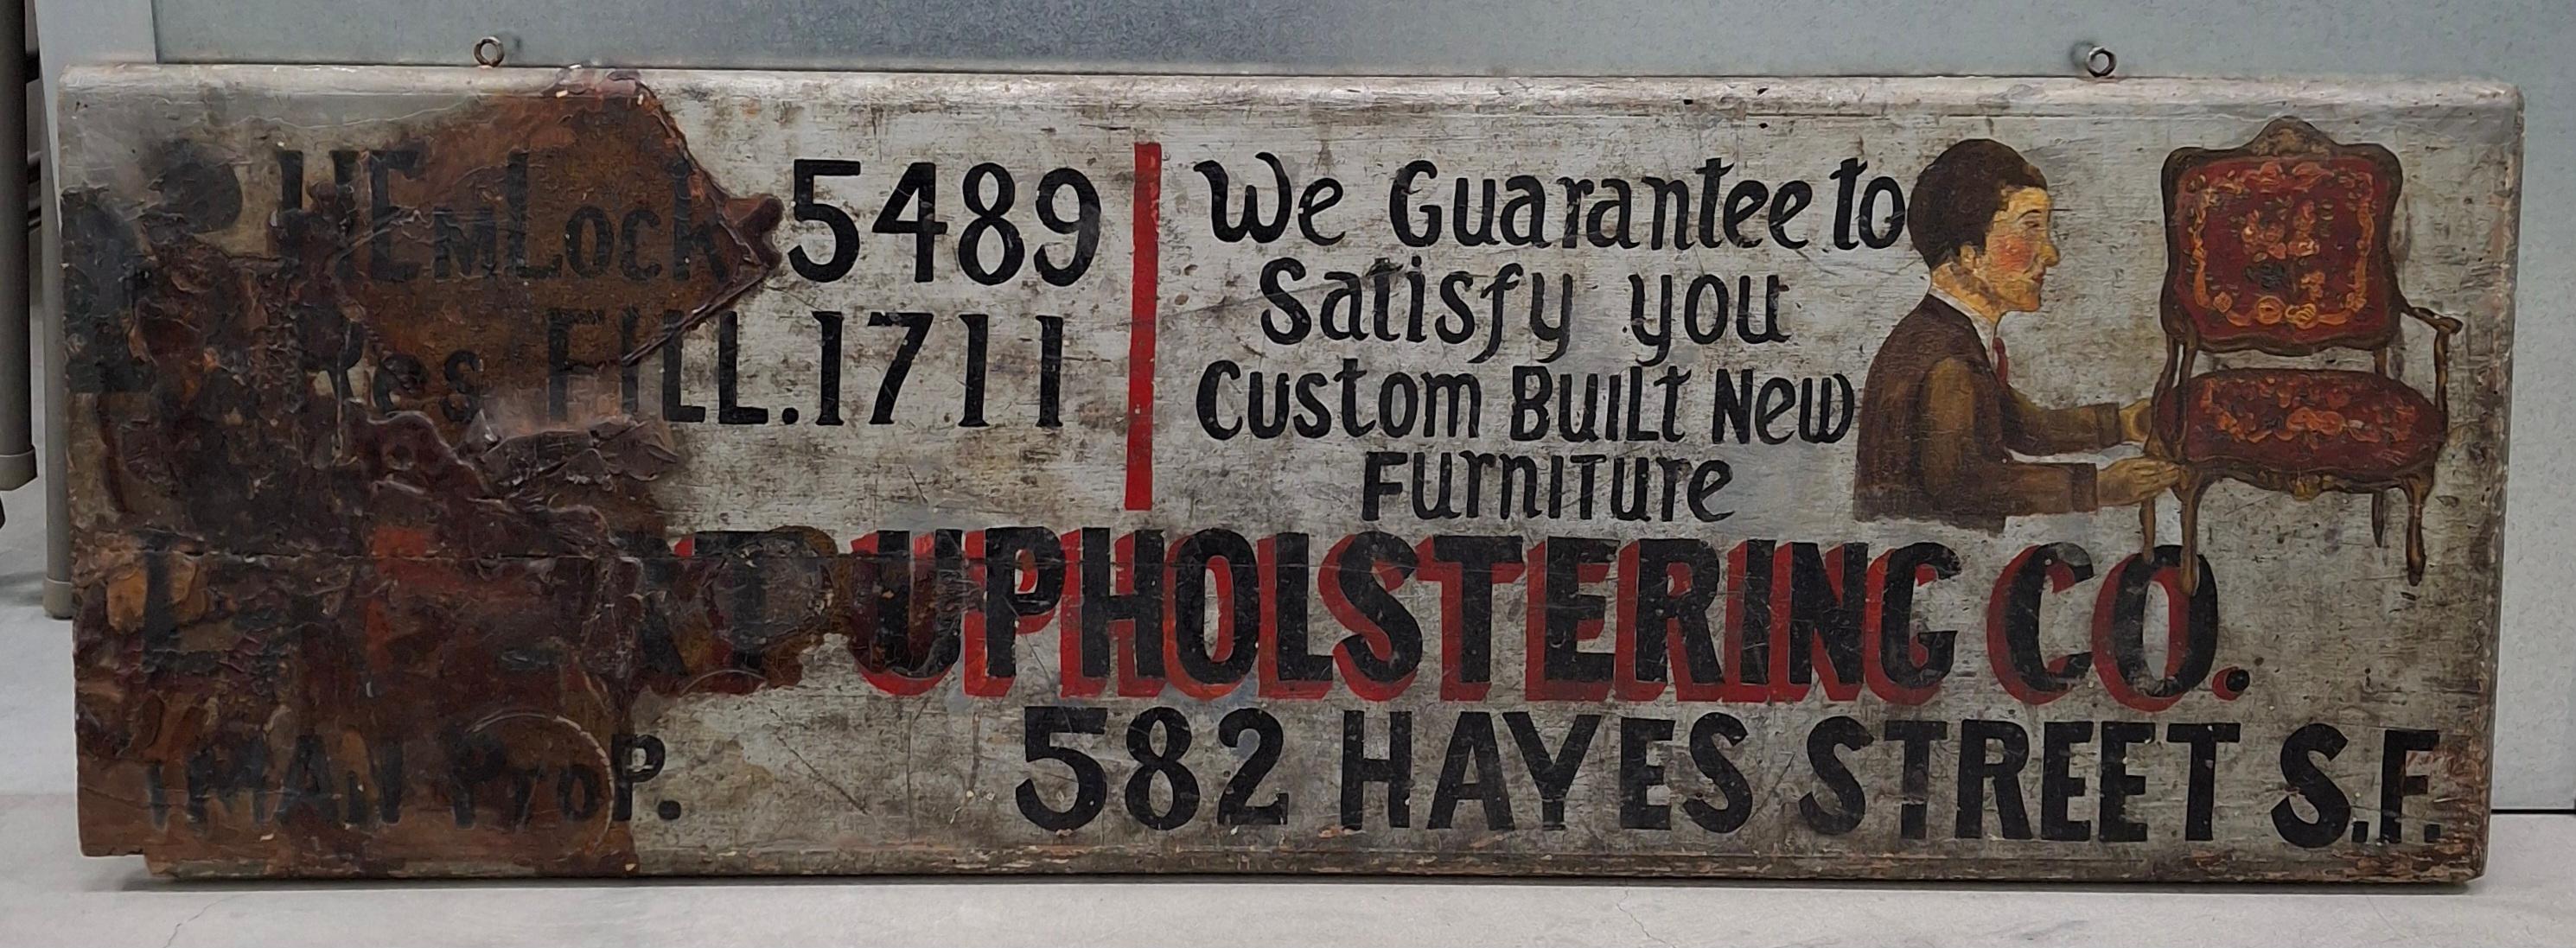 HEmLock 5489
Res FILL.1711
We Guarantee to
Satisfy you
Custom BuiLt New
FurniTure
UPHOLSTERING CO.
ProP.
582 HAYES STREET S.F.